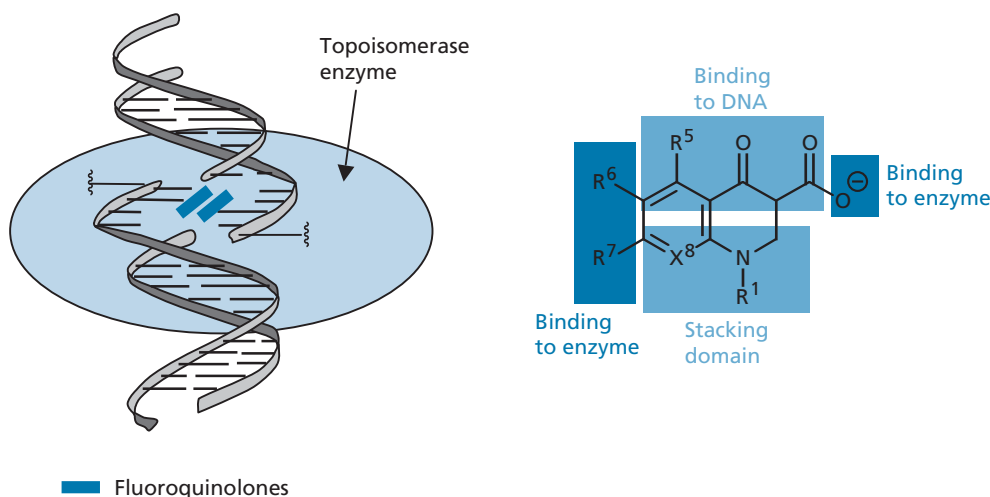 Topoisomerase
enzyme
Fluoroquinolones
Binding
to DNA
R⁵ O O
R⁶
O⊖
Binding
to enzyme
R⁷ X⁸ N
R¹
Binding
to enzyme
Stacking
domain